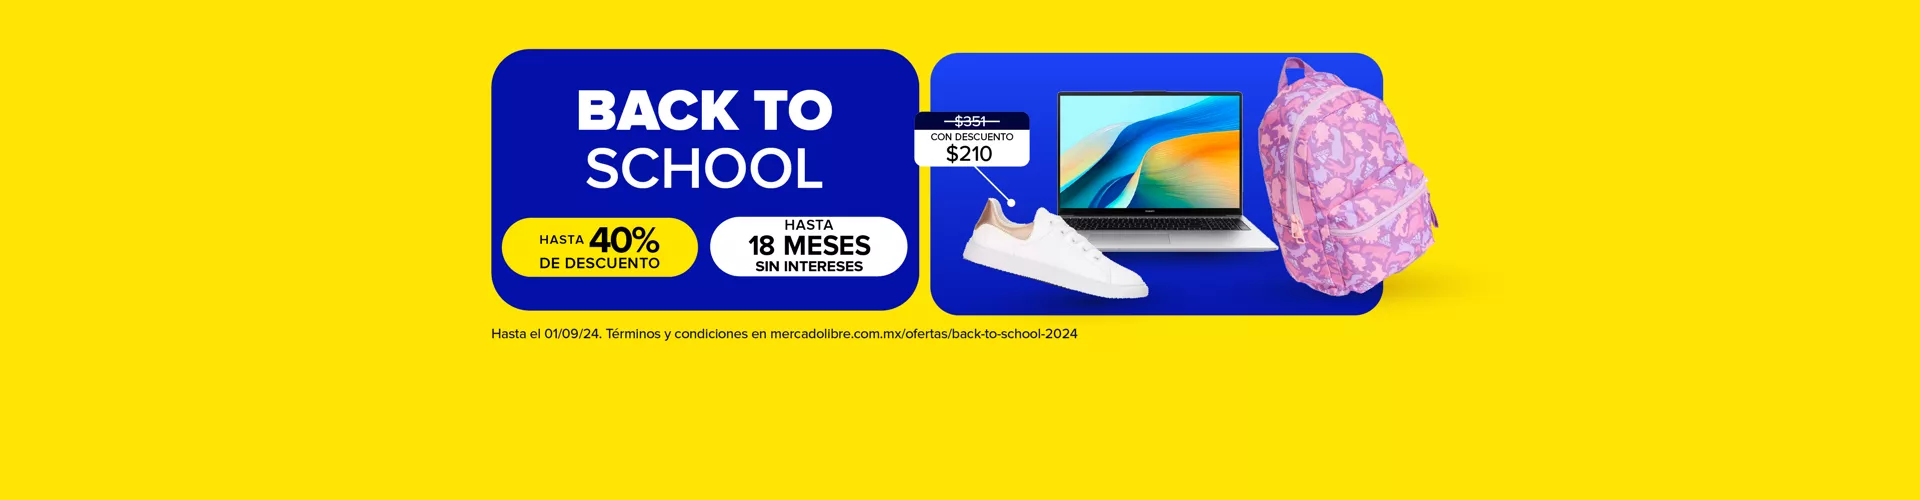 BACK TO
SCHOOL
HASTA 40%
DE DESCUENTO
HASTA
18 MESES
SIN INTERESES
$351
CON DESCUENTO
$210
Hasta el 01/09/24. Términos y condiciones en mercadolibre.com.mx/ofertas/back-to-school-2024